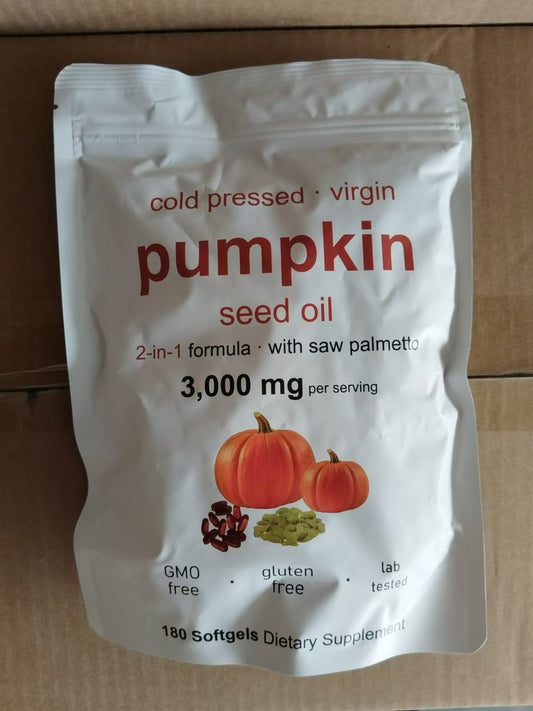 cold pressed · virgin
pumpkin
seed oil
2-in-1 formula · with saw palmetto
3,000 mg per serving
GMO free · gluten free · lab tested
180 Softgels Dietary Supplement